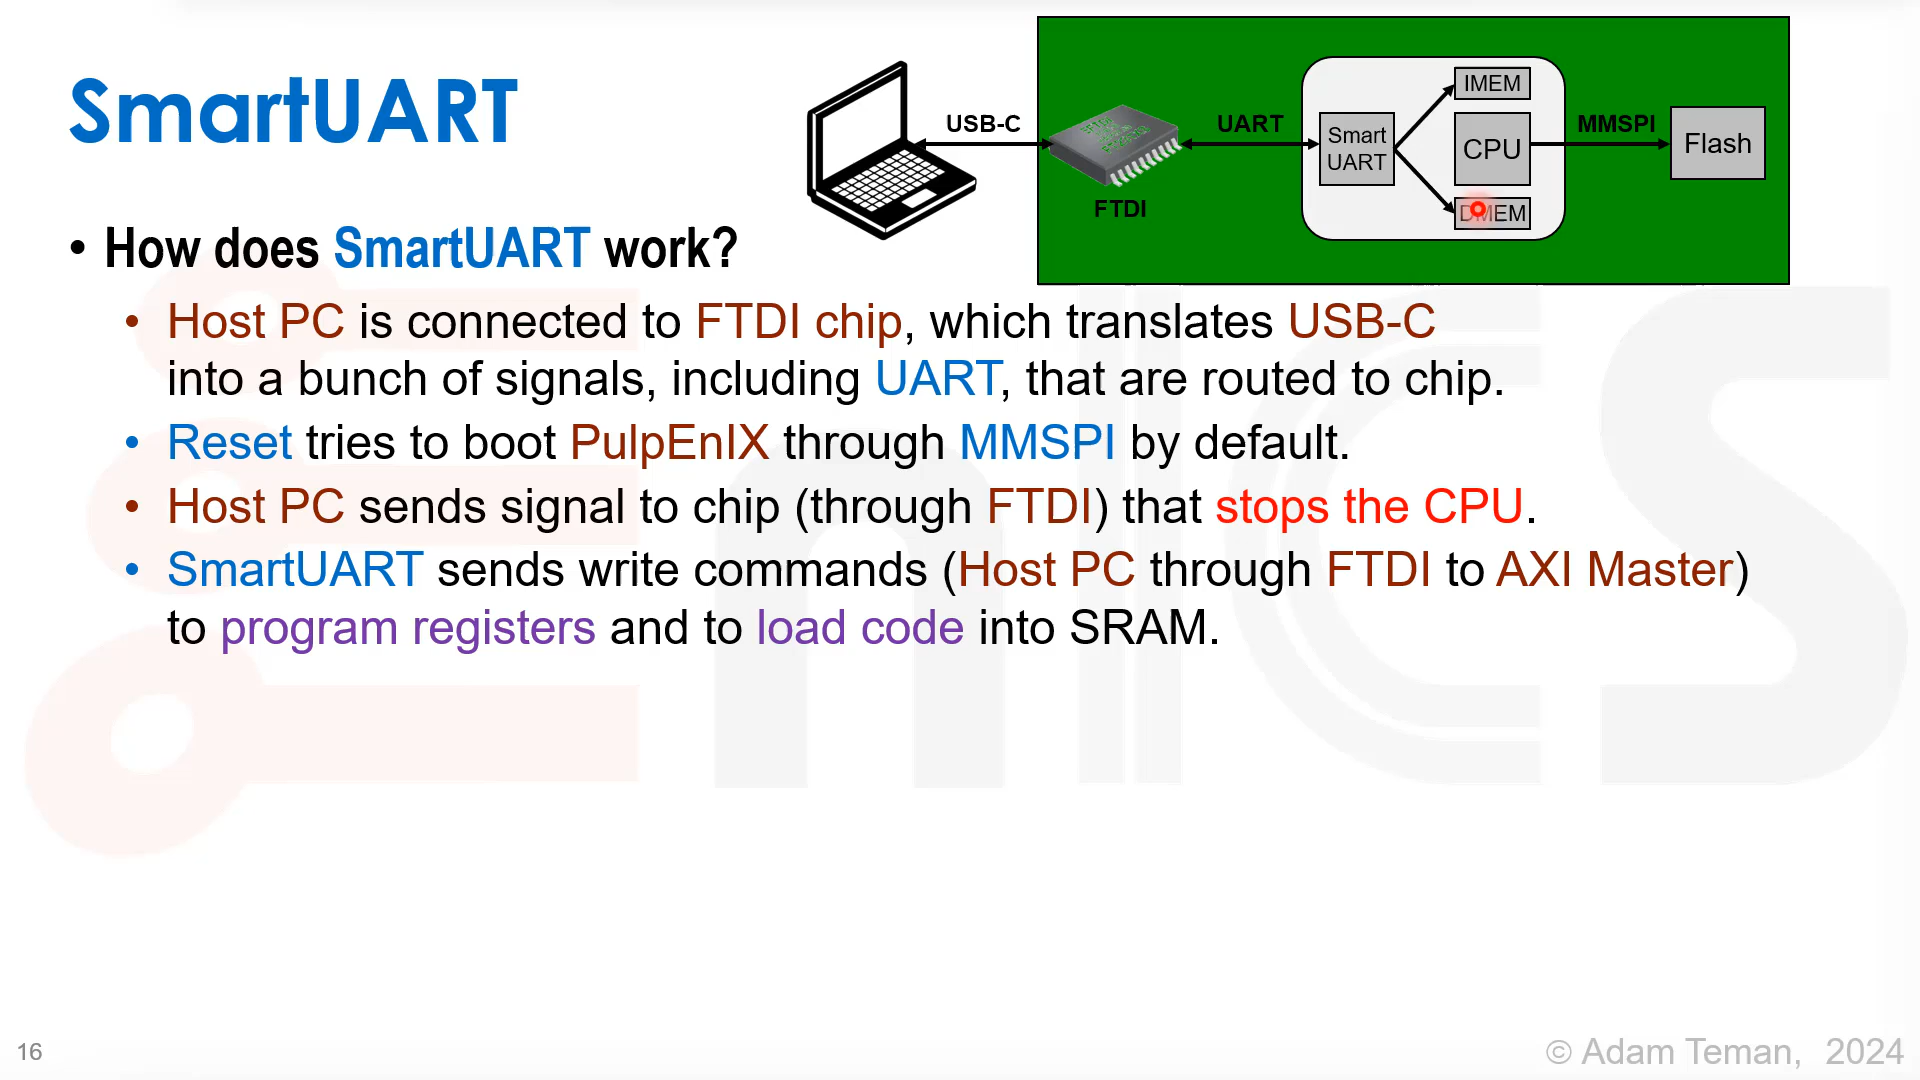 SmartUART
USB-C
FTDI
UART
Smart
UART
IMEM
CPU
DMEM
MMSPI
Flash
• How does SmartUART work?
• Host PC is connected to FTDI chip, which translates USB-C
into a bunch of signals, including UART, that are routed to chip.
• Reset tries to boot PulpEnIX through MMSPI by default.
• Host PC sends signal to chip (through FTDI) that stops the CPU.
• SmartUART sends write commands (Host PC through FTDI to AXI Master)
to program registers and to load code into SRAM.
16
© Adam Teman, 2024